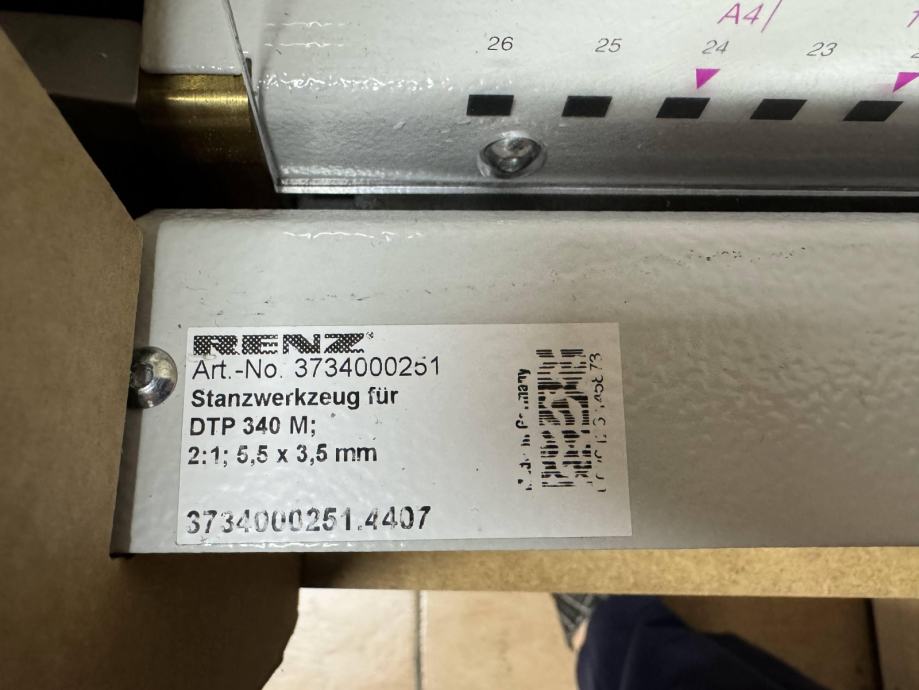 A4/
26 25 24 23
RENZ®
Art.-No. 3734000251
Stanzwerkzeug für
DTP 340 M;
2:1; 5,5 x 3,5 mm
3734000251.4407